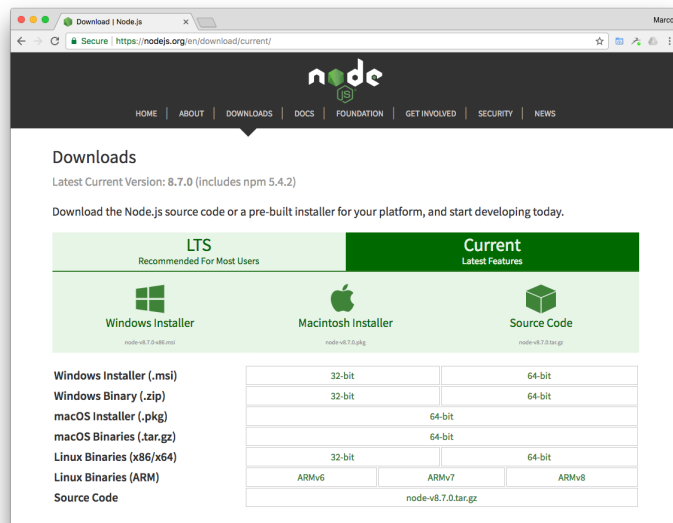 Download | Node.js
Marco
Secure | https://nodejs.org/en/download/current/
node
JS
HOME | ABOUT | DOWNLOADS | DOCS | FOUNDATION | GET INVOLVED | SECURITY | NEWS
Downloads
Latest Current Version: 8.7.0 (includes npm 5.4.2)
Download the Node.js source code or a pre-built installer for your platform, and start developing today.
LTS Current
Recommended For Most Users Latest Features
Windows Installer Macintosh Installer Source Code
node-v8.7.0-x86.msi node-v8.7.0.pkg node-v8.7.0.tar.gz
Windows Installer (.msi) 32-bit 64-bit
Windows Binary (.zip) 32-bit 64-bit
macOS Installer (.pkg) 64-bit
macOS Binaries (.tar.gz) 64-bit
Linux Binaries (x86/x64) 32-bit 64-bit
Linux Binaries (ARM) ARMv6 ARMv7 ARMv8
Source Code node-v8.7.0.tar.gz